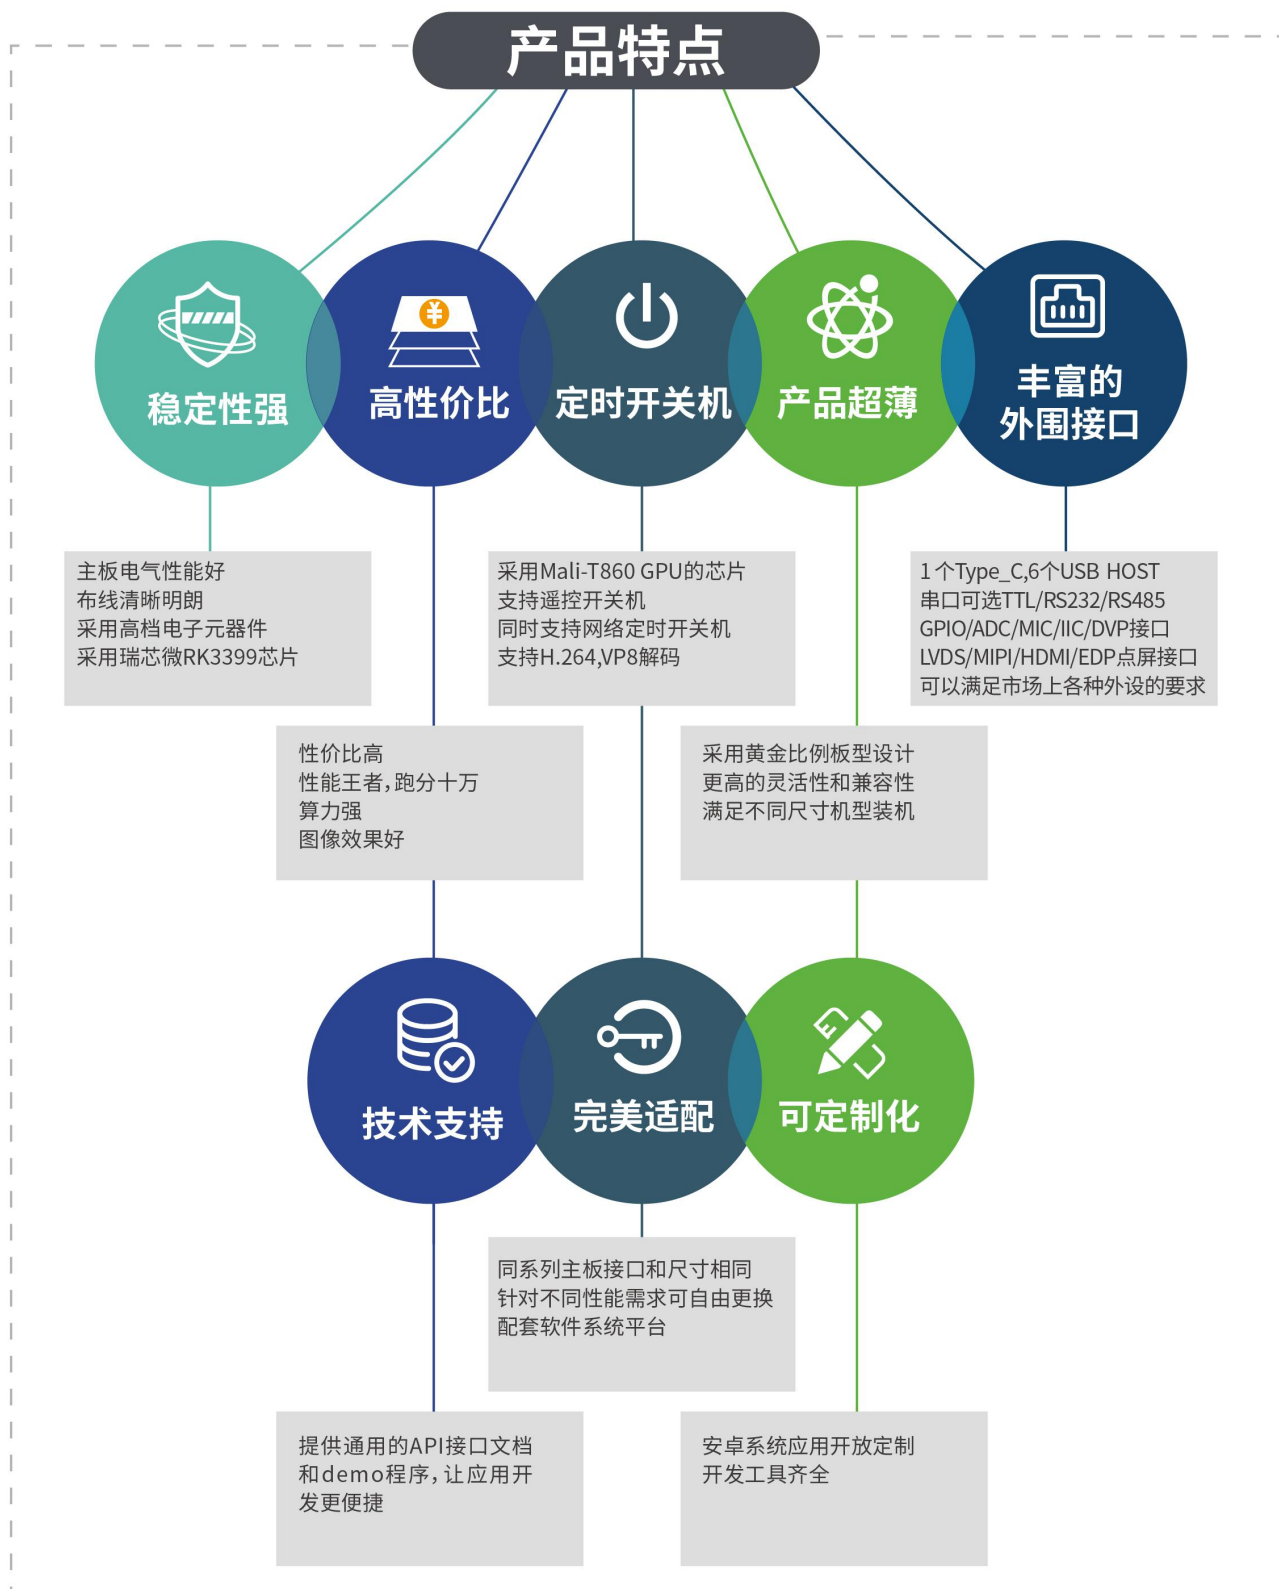 产品特点
稳定性强
高性价比
定时开关机
产品超薄
丰富的
外围接口
主板电气性能好
布线清晰明朗
采用高档电子元器件
采用瑞芯微RK3399芯片
采用Mali-T860 GPU的芯片
支持遥控开关机
同时支持网络定时开关机
支持H.264,VP8解码
1个Type_C,6个USB HOST
串口可选TTL/RS232/RS485
GPIO/ADC/MIC/IIC/DVP接口
LVDS/MIPI/HDMI/EDP点屏接口
可以满足市场上各种外设的要求
性价比高
性能王者,跑分十万
算力强
图像效果好
采用黄金比例板型设计
更高的灵活性和兼容性
满足不同尺寸机型装机
技术支持
完美适配
可定制化
同系列主板接口和尺寸相同
针对不同性能需求可自由更换
配套软件系统平台
提供通用的API接口文档
和demo程序,让应用开
发更便捷
安卓系统应用开放定制
开发工具齐全